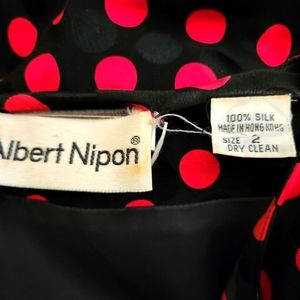 Albert Nipon®
100% SILK
MADE IN HONG KONG
SIZE 2
DRY CLEAN